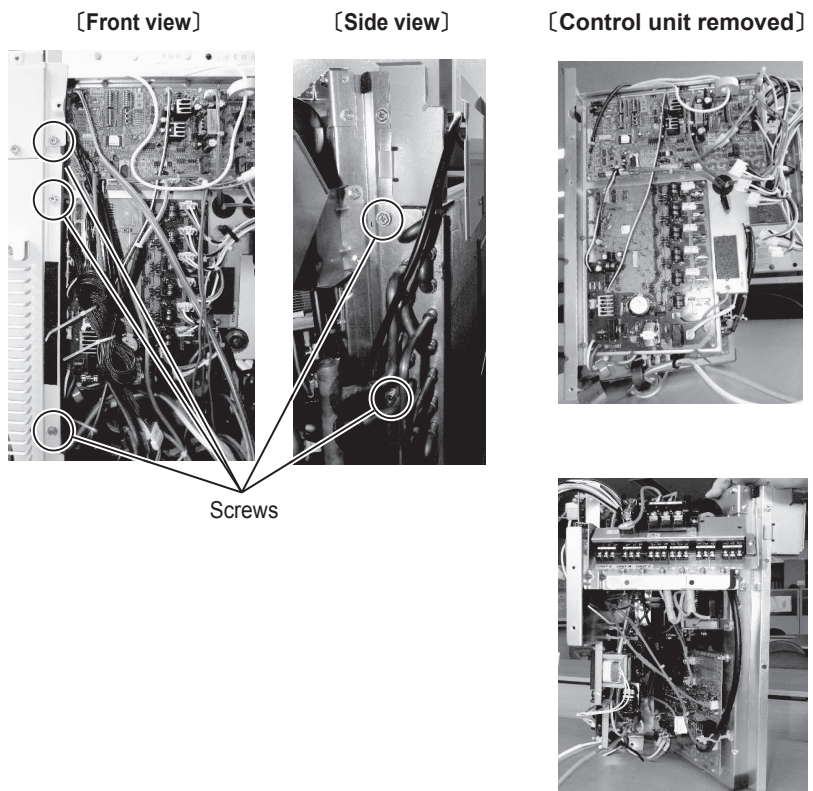 〔Front view〕
〔Side view〕
〔Control unit removed〕
Screws